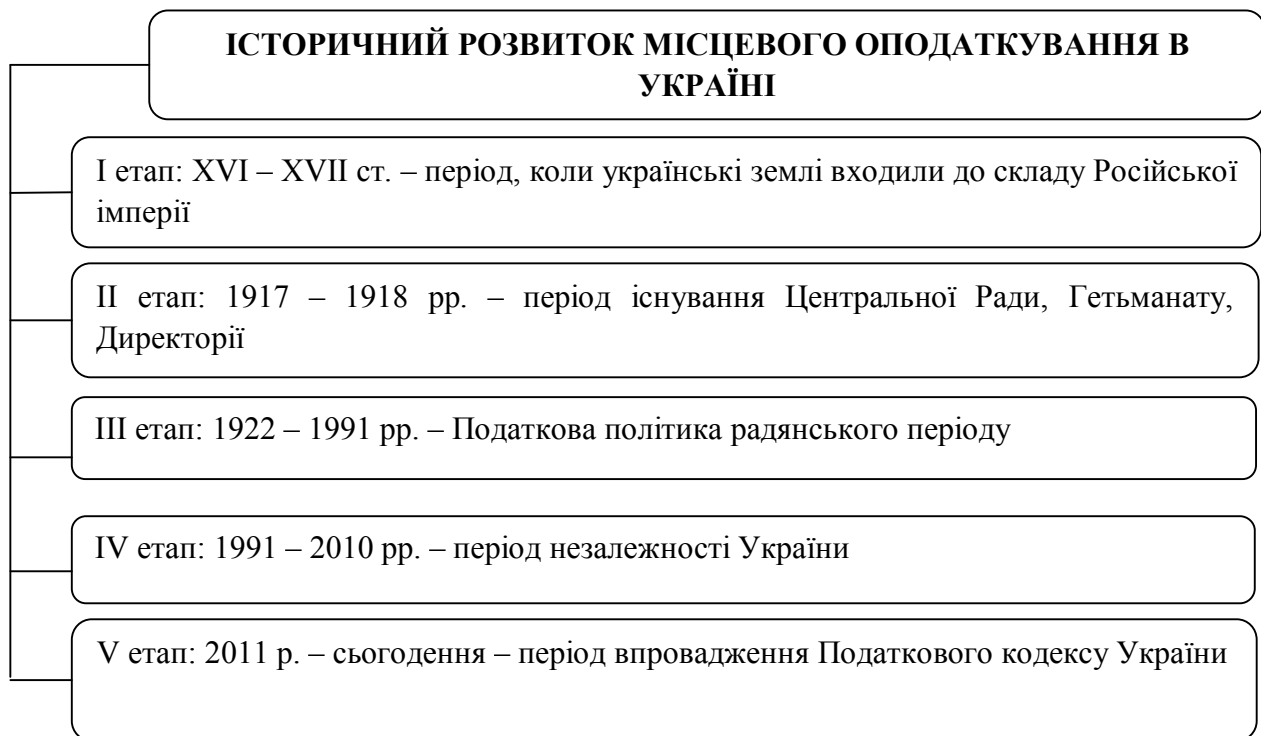 ІСТОРИЧНИЙ РОЗВИТОК МІСЦЕВОГО ОПОДАТКУВАННЯ В
УКРАЇНІ
І етап: XVI – XVII ст. – період, коли українські землі входили до складу Російської
імперії
ІІ етап: 1917 – 1918 рр. – період існування Центральної Ради, Гетьманату,
Директорії
ІІІ етап: 1922 – 1991 рр. – Податкова політика радянського періоду
IV етап: 1991 – 2010 рр. – період незалежності України
V етап: 2011 р. – сьогодення – період впровадження Податкового кодексу України